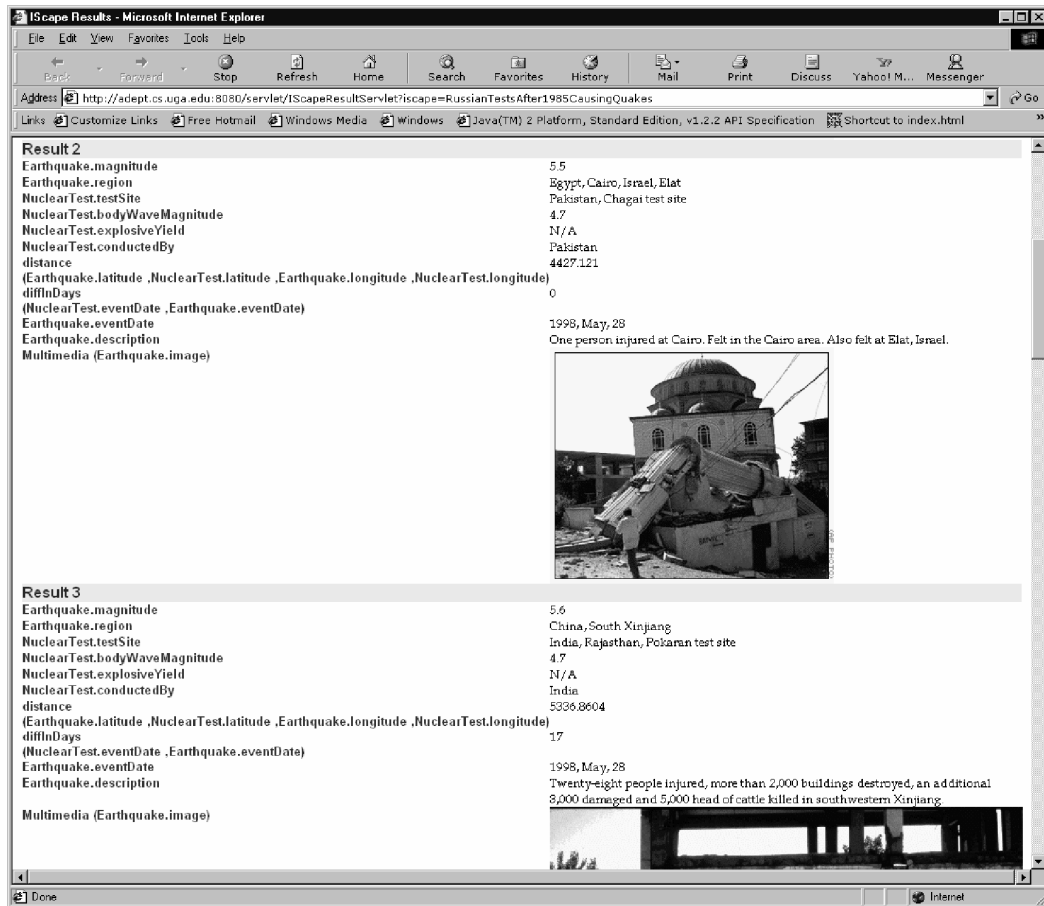 IScape Results - Microsoft Internet Explorer
File Edit View Favorites Tools Help
Back Forward Stop Refresh Home Search Favorites History Mail Print Discuss Yahoo! M... Messenger
Address http://adept.cs.uga.edu:8080/servlet/IScapeResultServlet?iscape=RussianTestsAfter1985CausingQuakes Go
Links Customize Links Free Hotmail Windows Media Windows Java(TM) 2 Platform, Standard Edition, v1.2.2 API Specification Shortcut to index.html »
Result 2
Earthquake.magnitude 5.5
Earthquake.region Egypt, Cairo, Israel, Elat
NuclearTest.testSite Pakistan, Chagai test site
NuclearTest.bodyWaveMagnitude 4.7
NuclearTest.explosiveYield N/A
NuclearTest.conductedBy Pakistan
distance 4427.121
(Earthquake.latitude ,NuclearTest.latitude ,Earthquake.longitude ,NuclearTest.longitude)
diffInDays 0
(NuclearTest.eventDate ,Earthquake.eventDate)
Earthquake.eventDate 1998, May, 28
Earthquake.description One person injured at Cairo. Felt in the Cairo area. Also felt at Elat, Israel.
Multimedia (Earthquake.image)
Result 3
Earthquake.magnitude 5.6
Earthquake.region China, South Xinjiang
NuclearTest.testSite India, Rajasthan, Pokaran test site
NuclearTest.bodyWaveMagnitude 4.7
NuclearTest.explosiveYield N/A
NuclearTest.conductedBy India
distance 5336.8604
(Earthquake.latitude ,NuclearTest.latitude ,Earthquake.longitude ,NuclearTest.longitude)
diffInDays 17
(NuclearTest.eventDate ,Earthquake.eventDate)
Earthquake.eventDate 1998, May, 28
Earthquake.description Twenty-eight people injured, more than 2,000 buildings destroyed, an additional
3,000 damaged and 5,000 head of cattle killed in southwestern Xinjiang
Multimedia (Earthquake.image)
Done Internet